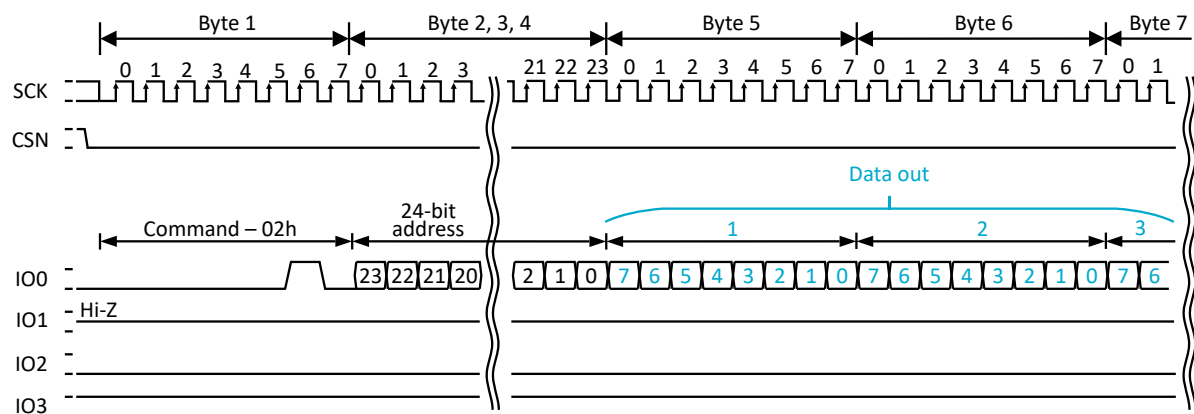 Byte 1 Byte 2, 3, 4 Byte 5 Byte 6 Byte 7
0 1 2 3 4 5 6 7 0 1 2 3 21 22 23 0 1 2 3 4 5 6 7 0 1 2 3 4 5 6 7 0 1
SCK
CSN
Data out
24-bit
Command – 02h address 1 2 3
IO0 23 22 21 20 2 1 0 7 6 5 4 3 2 1 0 7 6 5 4 3 2 1 0 7 6
Hi-Z
IO1
IO2
IO3